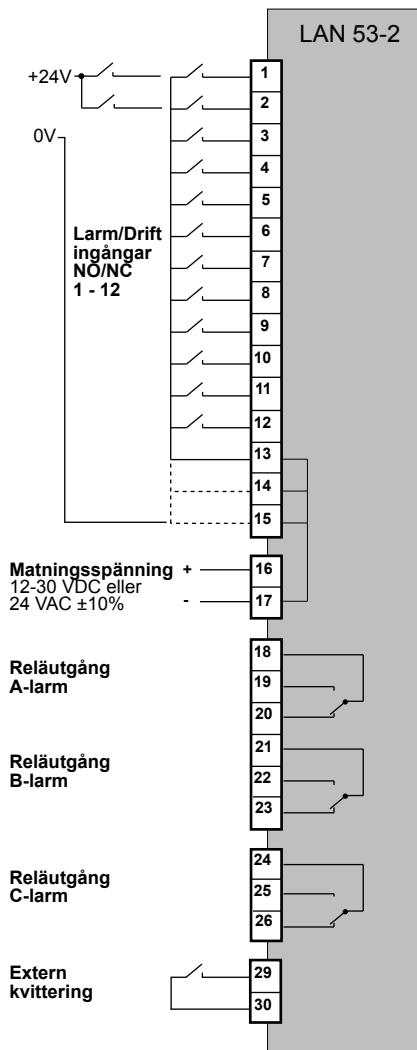 LAN 53-2
+24V
0V
1
2
3
4
5
6
7
8
9
10
11
12
13
14
15
Larm/Drift
ingångar
NO/NC
1 - 12
Matningsspänning +
12-30 VDC eller
24 VAC ±10% -
16
17
Reläutgång
A-larm
18
19
20
Reläutgång
B-larm
21
22
23
Reläutgång
C-larm
24
25
26
Extern
kvittering
29
30